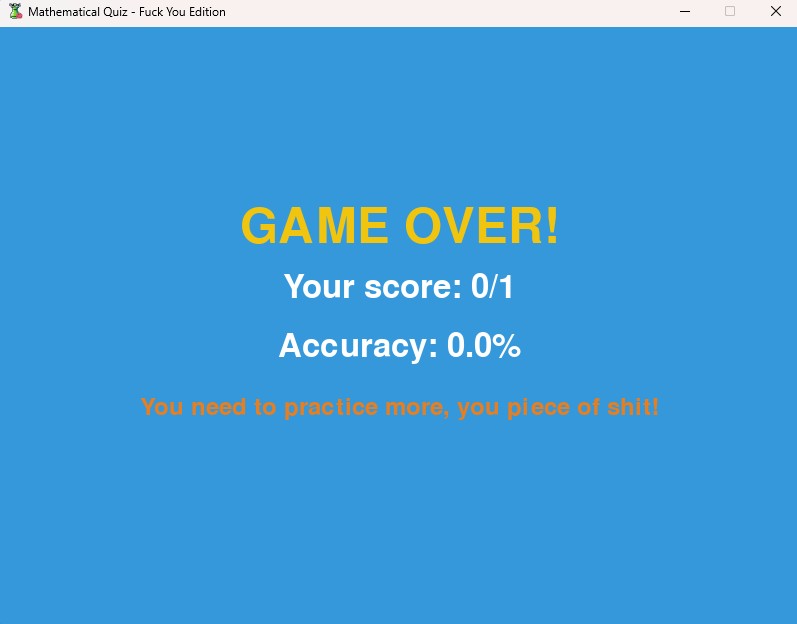 Mathematical Quiz - Fuck You Edition
GAME OVER!
Your score: 0/1
Accuracy: 0.0%
You need to practice more, you piece of shit!